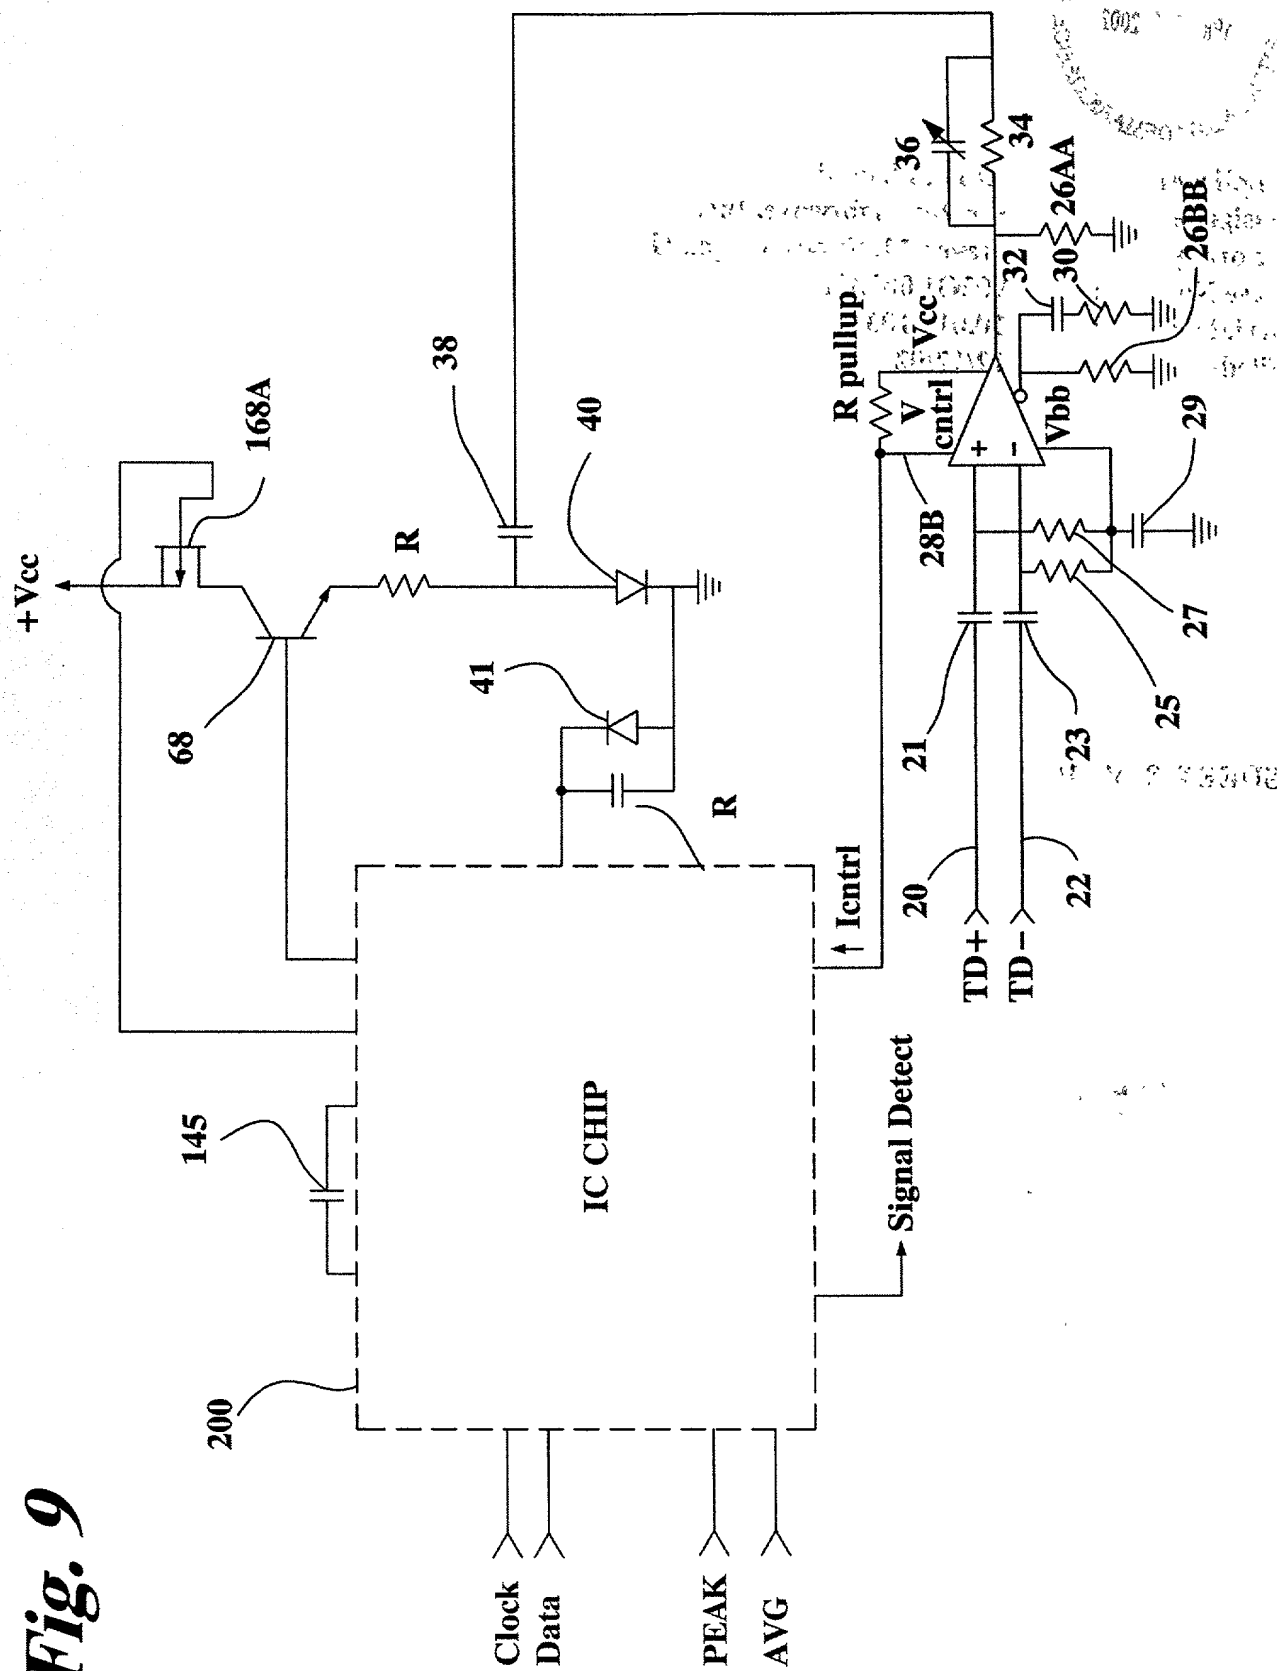 Fig. 9
+Vcc
168A
68
R
38
40
41
R
145
200
IC CHIP
Clock
Data
PEAK
AVG
Icntrl
Signal Detect
R pullup
Vcc
V
cntrl
28B
+
-
Vbb
36
34
26AA
32
30
26BB
29
27
25
21
23
20
22
TD+
TD-
2001